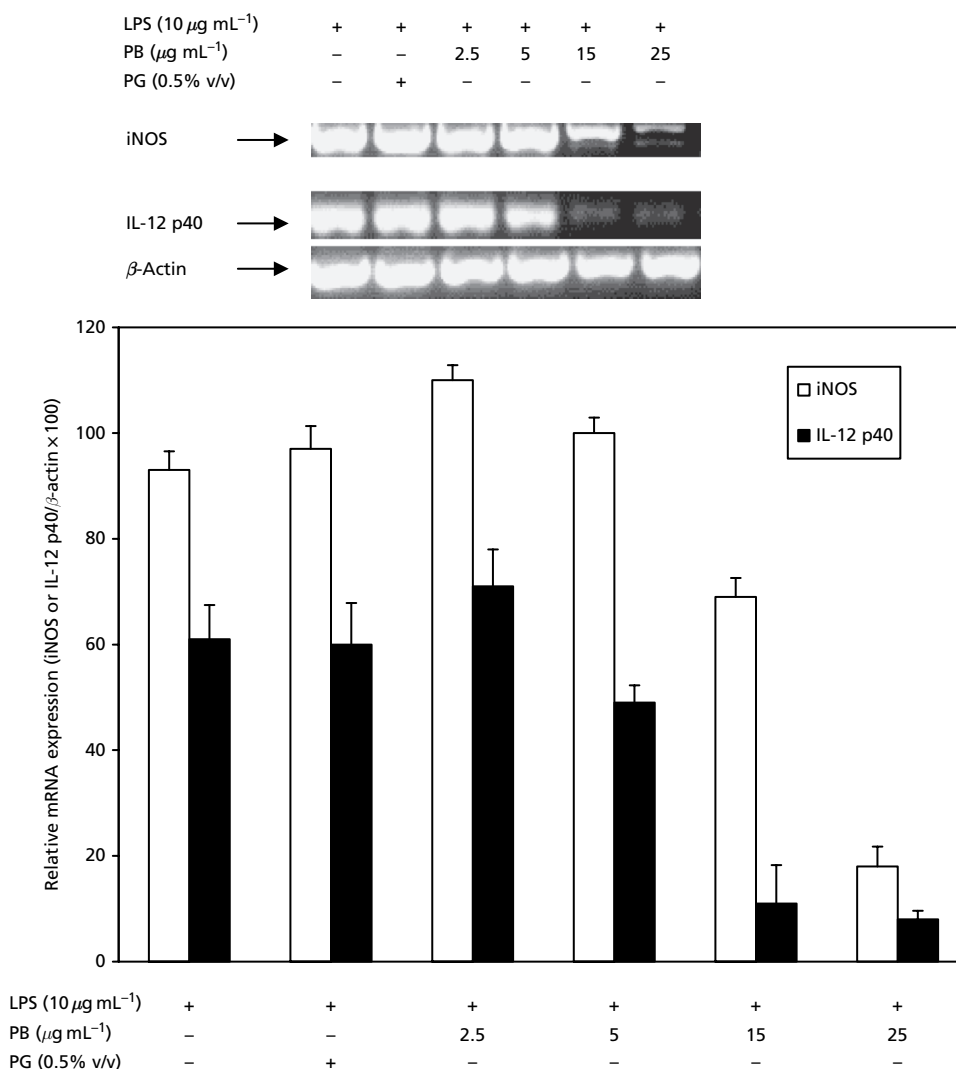 LPS (10 μg mL⁻¹) + + + + + +
PB (μg mL⁻¹) – – 2.5 5 15 25
PG (0.5% v/v) – + – – – –
iNOS
IL-12 p40
β-Actin
Relative mRNA expression (iNOS or IL-12 p40/β-actin × 100)
120
100
80
60
40
20
0
iNOS
IL-12 p40
LPS (10 μg mL⁻¹) + + + + + +
PB (μg mL⁻¹) – – 2.5 5 15 25
PG (0.5% v/v) – + – – – –